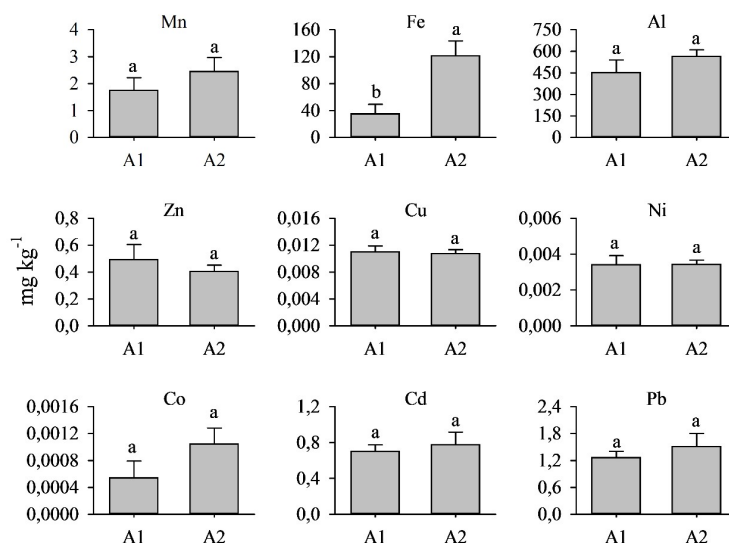 Mn
Fe
Al
4
3
2
1
0
a
a
A1
A2
160
120
80
40
0
b
a
A1
A2
750
600
450
300
150
0
a
a
A1
A2
mg kg-1
Zn
Cu
Ni
0,8
0,6
0,4
0,2
0,0
a
a
A1
A2
0,016
0,012
0,008
0,004
0,000
a
a
A1
A2
0,006
0,004
0,002
0,000
a
a
A1
A2
Co
Cd
Pb
0,0016
0,0012
0,0008
0,0004
0,0000
a
a
A1
A2
1,2
0,8
0,4
0,0
a
a
A1
A2
2,4
1,8
1,2
0,6
0,0
a
a
A1
A2